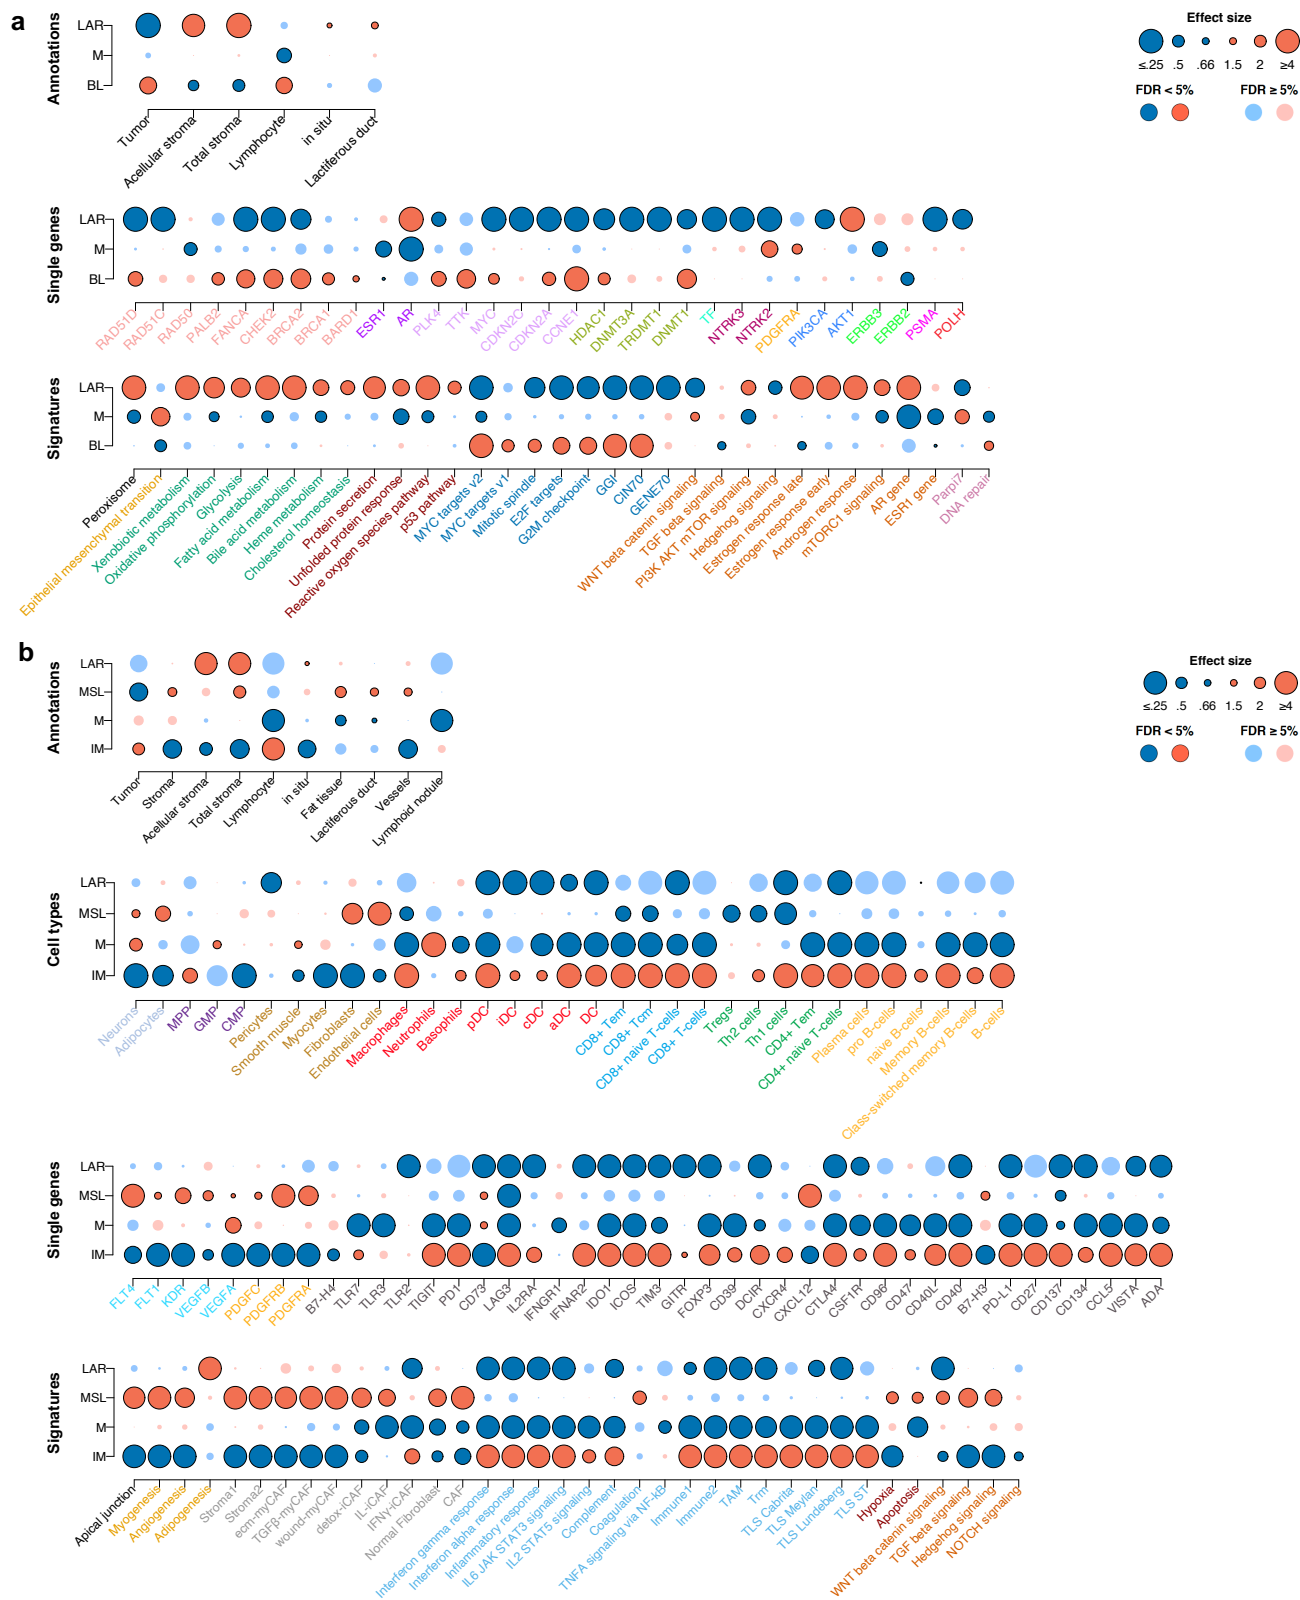 a
Annotations
LAR
M
BL
Tumor
Acellular stroma
Total stroma
Lymphocyte
in situ
Lactiferous duct
Effect size
≤.25 .5 .66 1.5 2 ≥4
FDR < 5% FDR ≥ 5%
Single genes
LAR
M
BL
RAD51D
RAD51C
RAD50
PALB2
FANCA
CHEK2
BRCA2
BRCA1
BARD1
ESR1
AR
PLK4
TTK
MYC
CDKN2C
CDKN2A
CCNE1
HDAC1
DNMT3A
TRDMT1
DNMT1
TF
NTRK3
NTRK2
PDGFRA
PIK3CA
AKT1
ERBB3
ERBB2
PSMA
POLH
Signatures
LAR
M
BL
Peroxisome
Epithelial mesenchymal transition
Xenobiotic metabolism
Oxidative phosphorylation
Glycolysis
Fatty acid metabolism
Bile acid metabolism
Heme metabolism
Cholesterol homeostasis
Protein secretion
Unfolded protein response
Reactive oxygen species pathway
p53 pathway
MYC targets v2
MYC targets v1
Mitotic spindle
E2F targets
G2M checkpoint
GGI
CIN70
GENE70
WNT beta catenin signaling
TGF beta signaling
PI3K AKT mTOR signaling
Hedgehog signaling
Estrogen response late
Estrogen response early
Androgen response
mTORC1 signaling
AR gene
ESR1 gene
Parpi7
DNA repair
b
Annotations
LAR
MSL
M
IM
Tumor
Stroma
Acellular stroma
Total stroma
Lymphocyte
in situ
Fat tissue
Lactiferous duct
Vessels
Lymphoid nodule
Effect size
≤.25 .5 .66 1.5 2 ≥4
FDR < 5% FDR ≥ 5%
Cell types
LAR
MSL
M
IM
Neurons
Adipocytes
MPP
GMP
CMP
Pericytes
Smooth muscle
Myocytes
Fibroblasts
Endothelial cells
Macrophages
Neutrophils
Basophils
pDC
iDC
cDC
aDC
DC
CD8+ Tem
CD8+ Tcm
CD8+ naive T-cells
CD8+ T-cells
Tregs
Th2 cells
Th1 cells
CD4+ Tem
CD4+ naive T-cells
Plasma cells
pro B-cells
naive B-cells
Memory B-cells
Class-switched memory B-cells
B-cells
Single genes
LAR
MSL
M
IM
FLT4
FLT1
KDR
VEGFB
VEGFA
PDGFC
PDGFRB
PDGFRA
B7-H4
TLR7
TLR3
TLR2
TIGIT
PD1
CD73
LAG3
IL2RA
IFNGR1
IFNAR2
IDO1
ICOS
TIM3
GITR
FOXP3
CD39
DCIR
CXCR4
CXCL12
CTLA4
CSF1R
CD96
CD47
CD40L
CD40
B7-H3
PD-L1
CD27
CD137
CD134
CCL5
VISTA
ADA
Signatures
LAR
MSL
M
IM
Apical junction
Myogenesis
Angiogenesis
Adipogenesis
Stroma1
Stroma2
ecm-myCAF
TGFβ-myCAF
wound-myCAF
detox-iCAF
IL-iCAF
IFNγ-iCAF
Normal Fibroblast
CAF
Interferon gamma response
Interferon alpha response
Inflammatory response
IL6 JAK STAT3 signaling
IL2 STAT5 signaling
Complement
Coagulation
TNFA signaling via NF-kB
Immune1
Immune2
TAM
Trm
TLS Cabrita
TLS Meylan
TLS Lundeberg
TLS ST
Hypoxia
Apoptosis
WNT beta catenin signaling
TGF beta signaling
Hedgehog signaling
NOTCH signaling